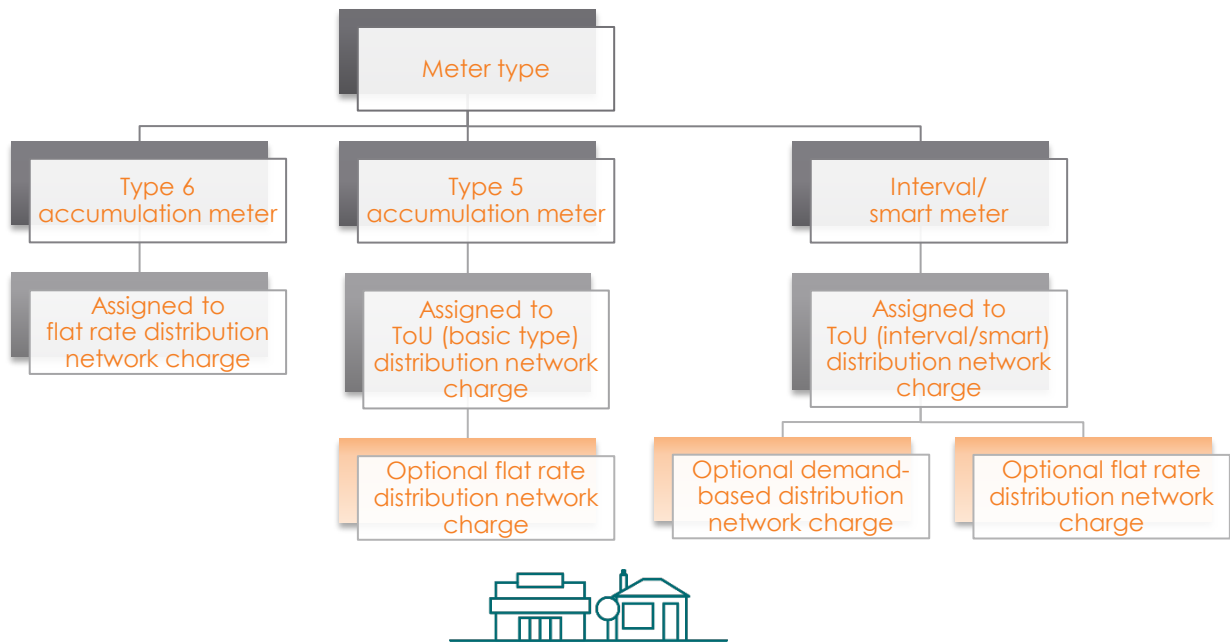 Meter type
Type 6
accumulation meter
Type 5
accumulation meter
Interval/
smart meter
Assigned to
flat rate distribution
network charge
Assigned to
ToU (basic type)
distribution network
charge
Assigned to
ToU (interval/smart)
distribution network
charge
Optional flat rate
distribution network
charge
Optional demand-
based distribution
network charge
Optional flat rate
distribution network
charge